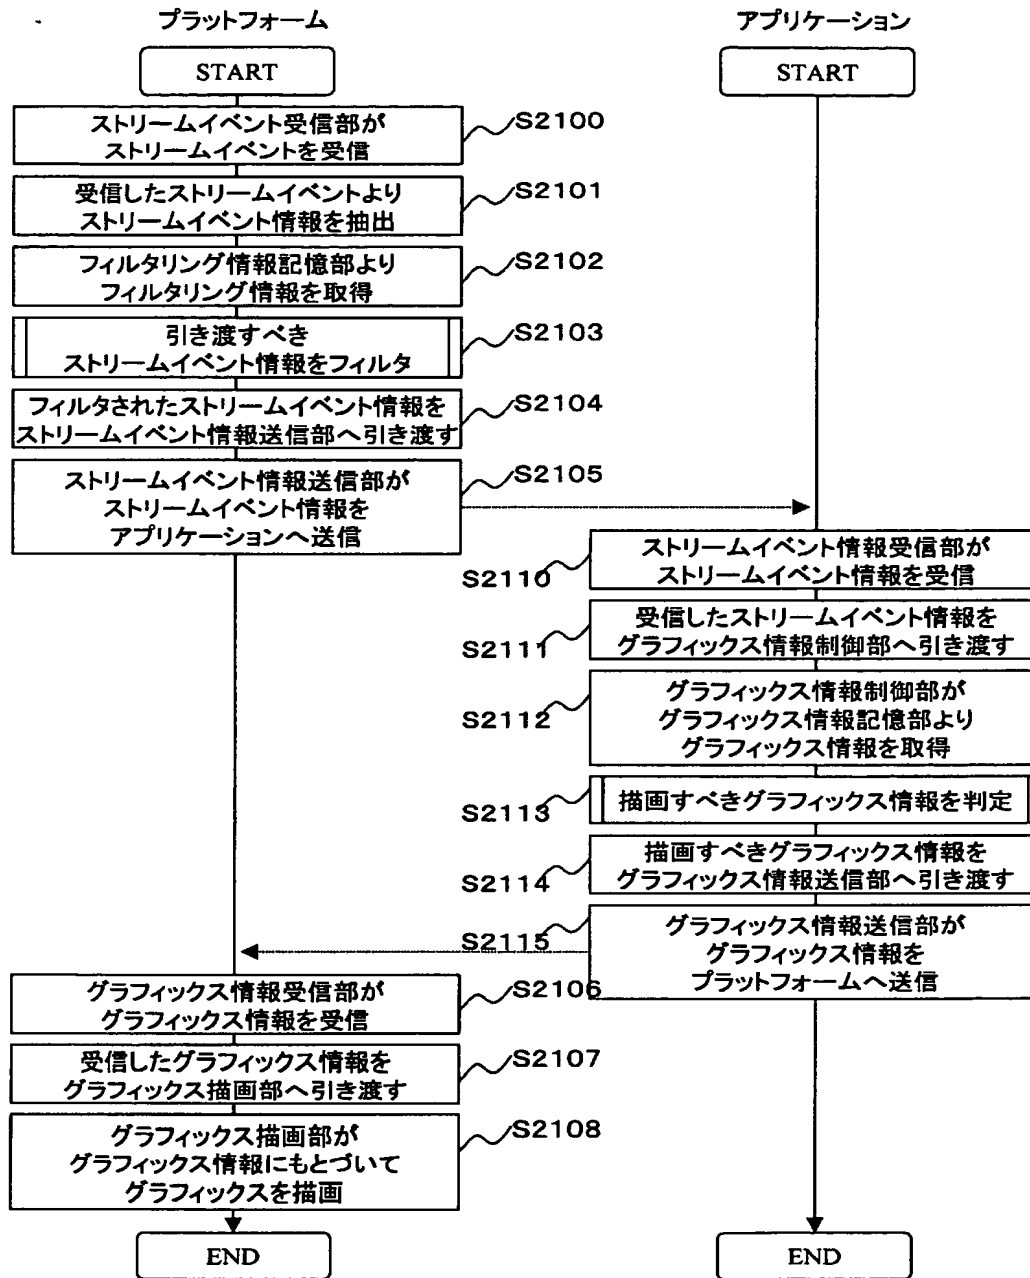 プラットフォーム
START
ストリームイベント受信部が
ストリームイベントを受信
S2100
受信したストリームイベントより
ストリームイベント情報を抽出
S2101
フィルタリング情報記憶部より
フィルタリング情報を取得
S2102
引き渡すべき
ストリームイベント情報をフィルタ
S2103
フィルタされたストリームイベント情報を
ストリームイベント情報送信部へ引き渡す
S2104
ストリームイベント情報送信部が
ストリームイベント情報を
アプリケーションへ送信
S2105
アプリケーション
START
ストリームイベント情報受信部が
ストリームイベント情報を受信
S2110
受信したストリームイベント情報を
グラフィックス情報制御部へ引き渡す
S2111
グラフィックス情報制御部が
グラフィックス情報記憶部より
グラフィックス情報を取得
S2112
描画すべきグラフィックス情報を判定
S2113
描画すべきグラフィックス情報を
グラフィックス情報送信部へ引き渡す
S2114
グラフィックス情報送信部が
グラフィックス情報を
プラットフォームへ送信
S2115
グラフィックス情報受信部が
グラフィックス情報を受信
S2106
受信したグラフィックス情報を
グラフィックス描画部へ引き渡す
S2107
グラフィックス描画部が
グラフィックス情報にもとづいて
グラフィックスを描画
S2108
END
END